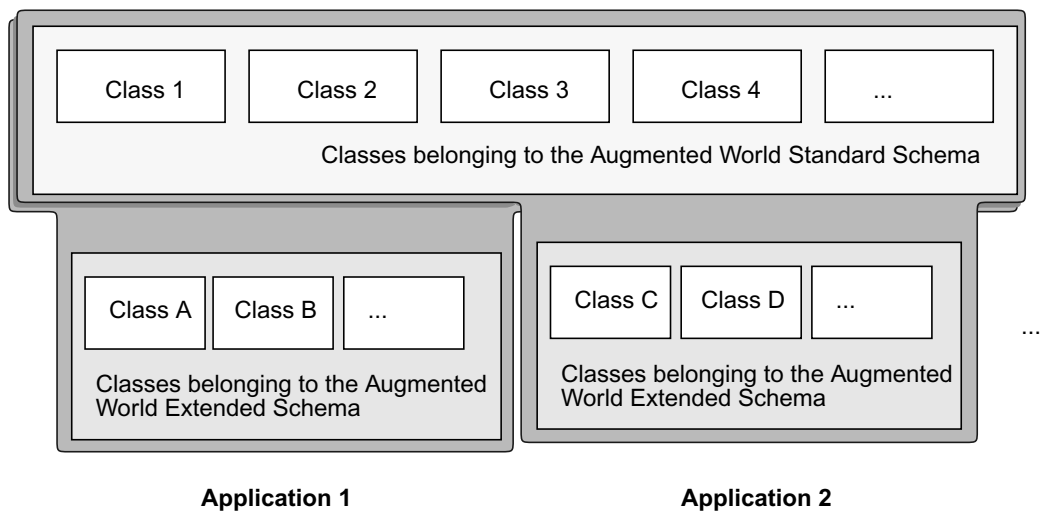 Class 1 Class 2 Class 3 Class 4 ...
Classes belonging to the Augmented World Standard Schema
Class A Class B ...
Classes belonging to the Augmented
World Extended Schema
Class C Class D ...
Classes belonging to the Augmented
World Extended Schema
...
Application 1 Application 2